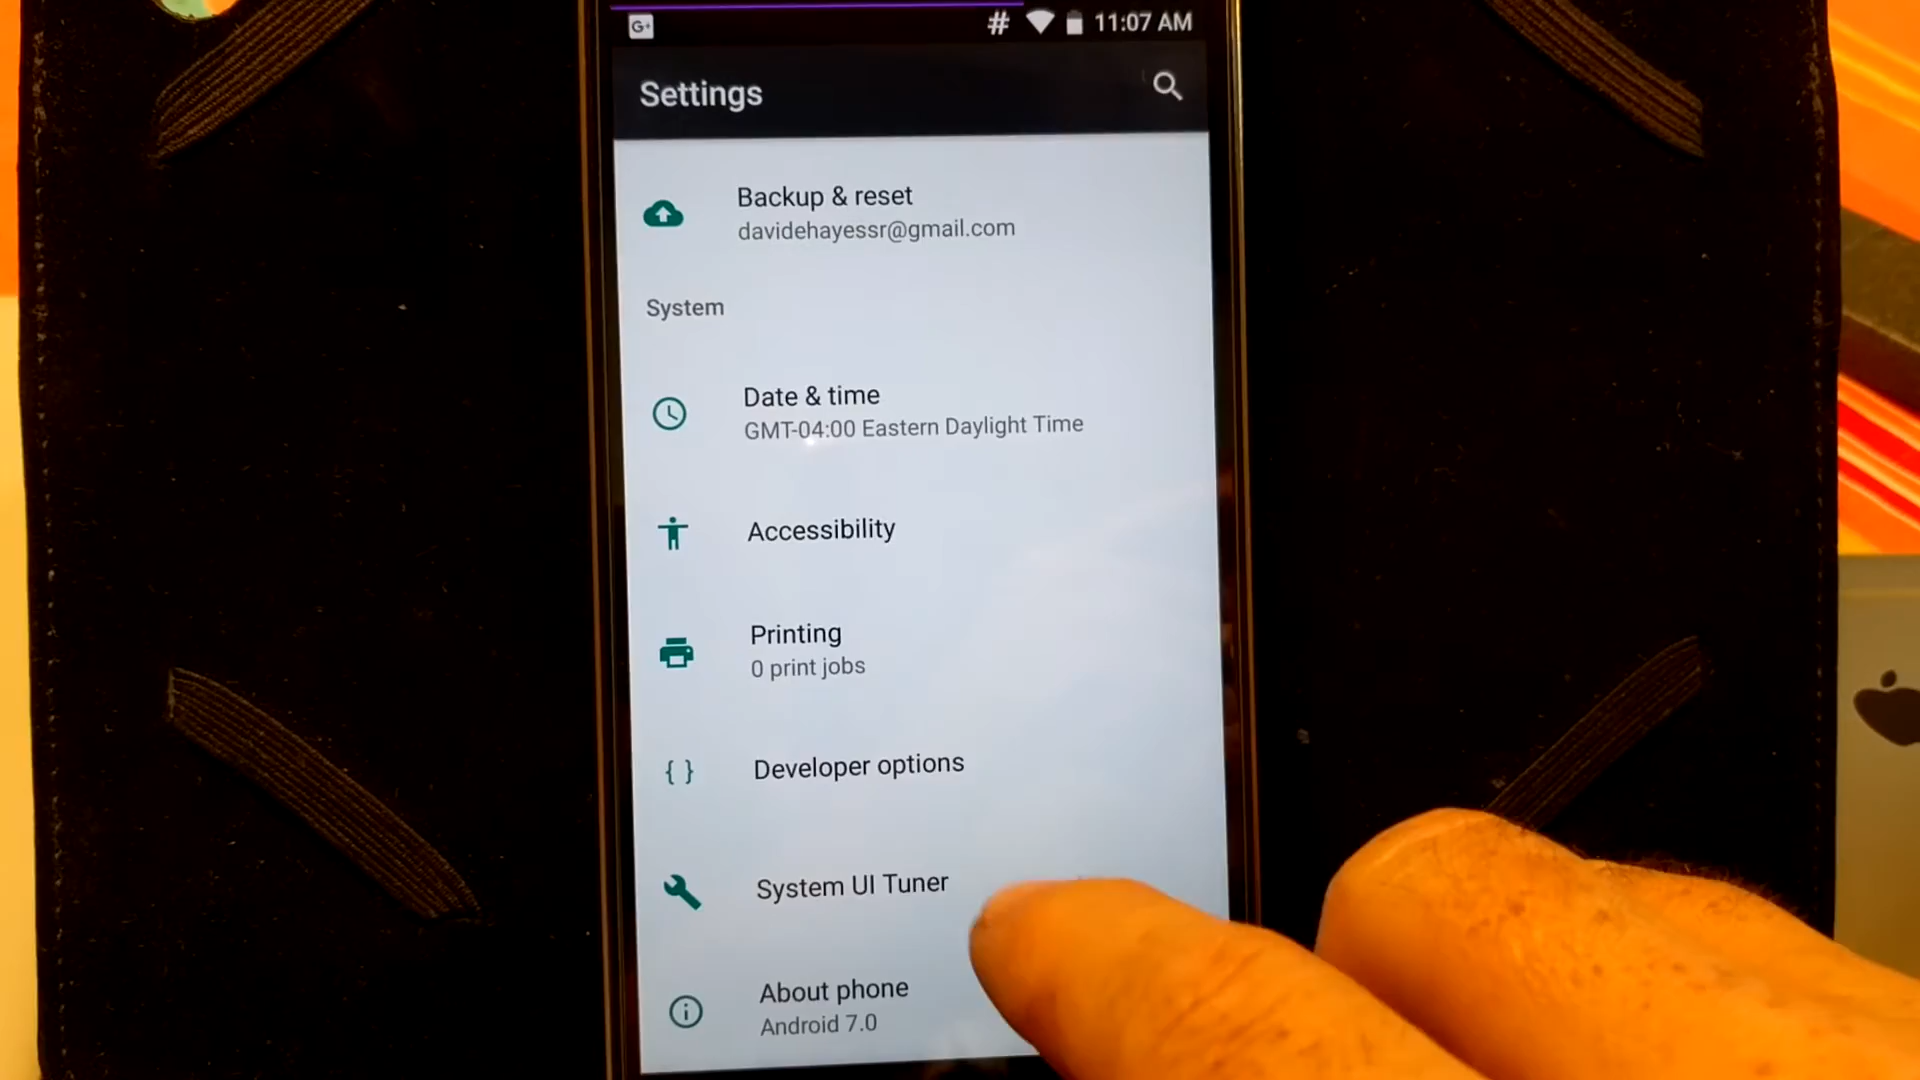 G+ # 11:07 AM
Settings
Backup & reset
davidehayessr@gmail.com
System
Date & time
GMT-04:00 Eastern Daylight Time
Accessibility
Printing
0 print jobs
{ } Developer options
System UI Tuner
About phone
Android 7.0